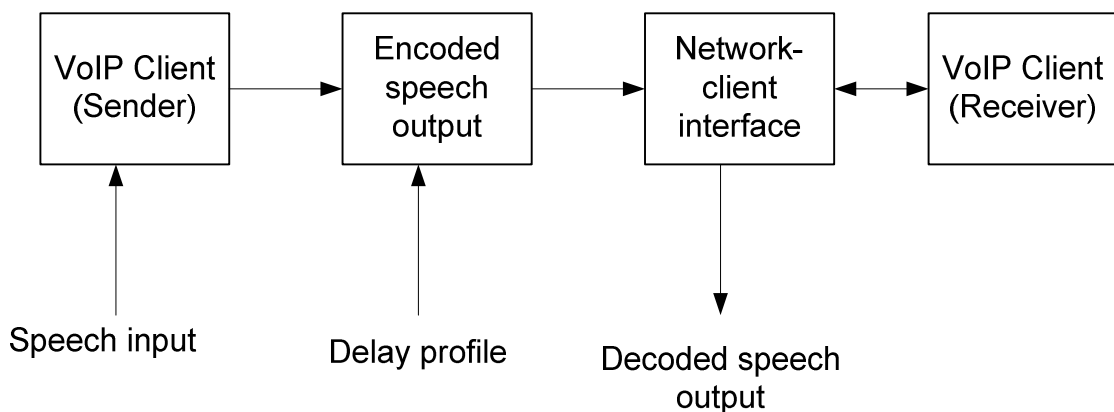 VoIP Client
(Sender)
Encoded
speech
output
Network-
client
interface
VoIP Client
(Receiver)
Speech input
Delay profile
Decoded speech
output